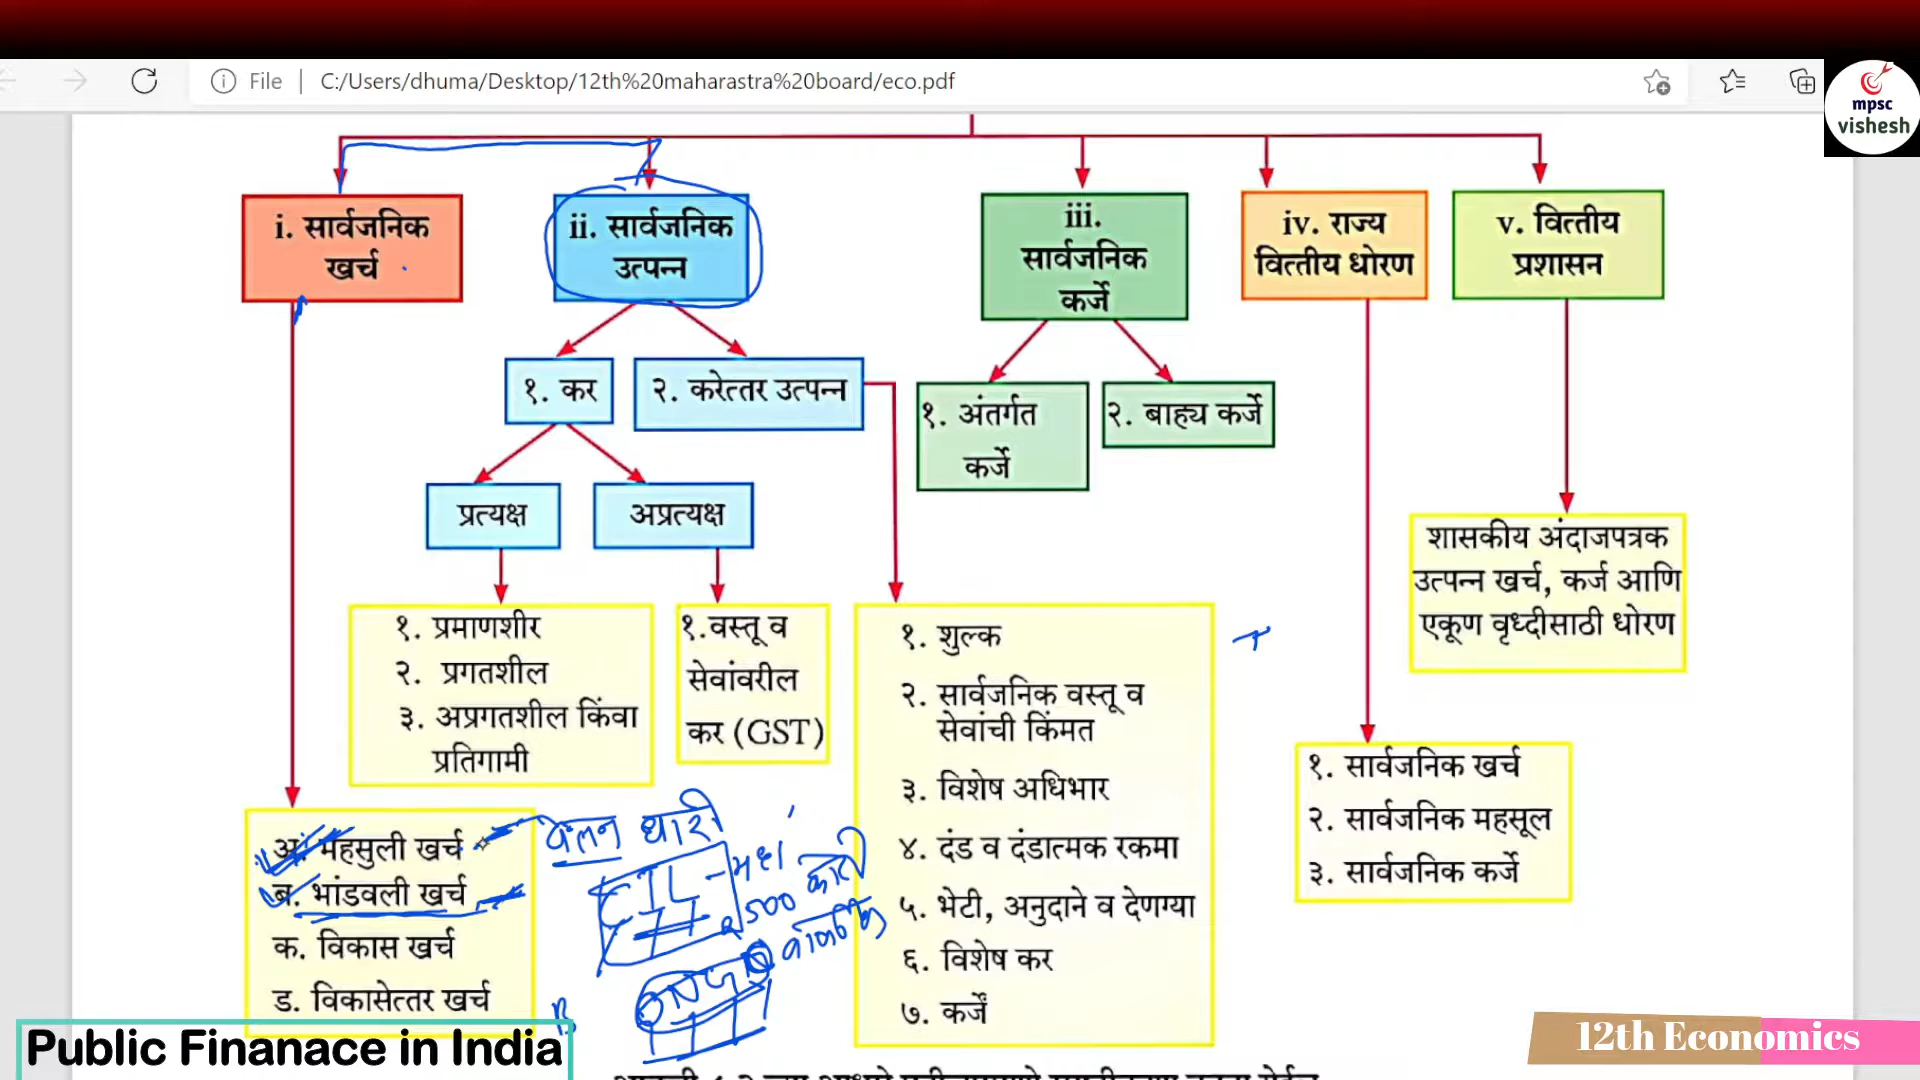 File
C:/Users/dhuma/Desktop/12th%20maharastra%20board/eco.pdf
mpsc
vishesh
i. सार्वजनिक
खर्च
ii. सार्वजनिक
उत्पन्न
iii.
सार्वजनिक
कर्जे
iv. राज्य
वित्तीय धोरण
v. वित्तीय
प्रशासन
१. कर
२. करेत्तर उत्पन्न
१. अंतर्गत
कर्जे
२. बाह्य कर्जे
प्रत्यक्ष
अप्रत्यक्ष
शासकीय अंदाजपत्रक
उत्पन्न खर्च, कर्ज आणि
एकूण वृध्दीसाठी धोरण
१. प्रमाणशीर
२. प्रगतशील
३. अप्रगतशील किंवा
प्रतिगामी
१.वस्तू व
सेवांवरील
कर (GST)
१. शुल्क
२. सार्वजनिक वस्तू व
सेवांची किंमत
३. विशेष अधिभार
४. दंड व दंडात्मक रकमा
५. भेटी, अनुदाने व देणग्या
६. विशेष कर
७. कर्जे
१. सार्वजनिक खर्च
२. सार्वजनिक महसूल
३. सार्वजनिक कर्जे
अ. महसुली खर्च
ब. भांडवली खर्च
क. विकास खर्च
ड. विकासेत्तर खर्च
500
Public Finanace in India
12th Economics